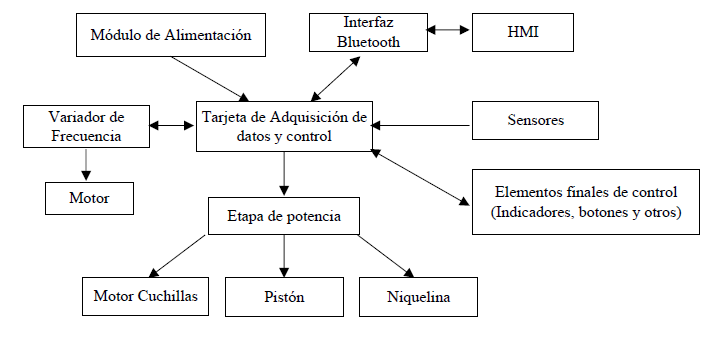 Módulo de Alimentación
Interfaz
Bluetooth
HMI
Variador de
Frecuencia
Tarjeta de Adquisición de
datos y control
Sensores
Motor
Elementos finales de control
(Indicadores, botones y otros)
Etapa de potencia
Motor Cuchillas
Pistón
Niquelina